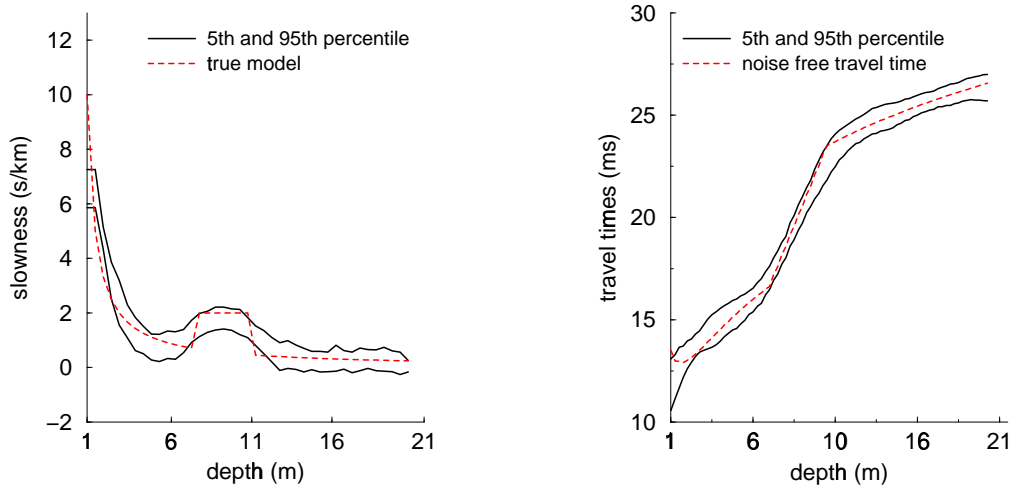 12
10
8
6
4
2
0
−2
slowness (s/km)
5th and 95th percentile
true model
1 6 11 16 21
depth (m)
30
25
20
15
10
travel times (ms)
5th and 95th percentile
noise free travel time
1 6 10 16 21
depth (m)